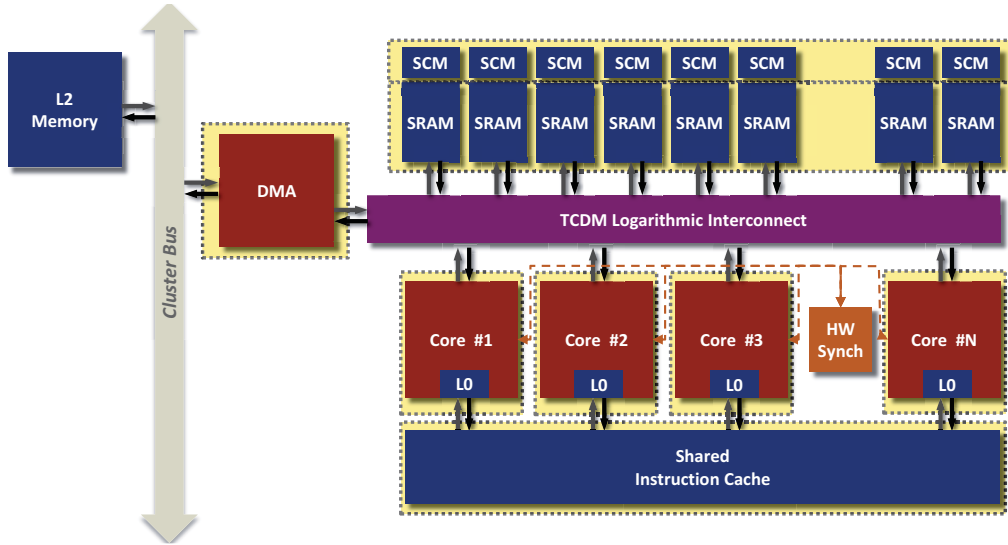 SCM SCM SCM SCM SCM SCM SCM SCM
L2
Memory
SRAM SRAM SRAM SRAM SRAM SRAM SRAM SRAM
DMA
TCDM Logarithmic Interconnect
Cluster Bus
Core #1 Core #2 Core #3 HW
Synch Core #N
L0 L0 L0 L0
Shared
Instruction Cache